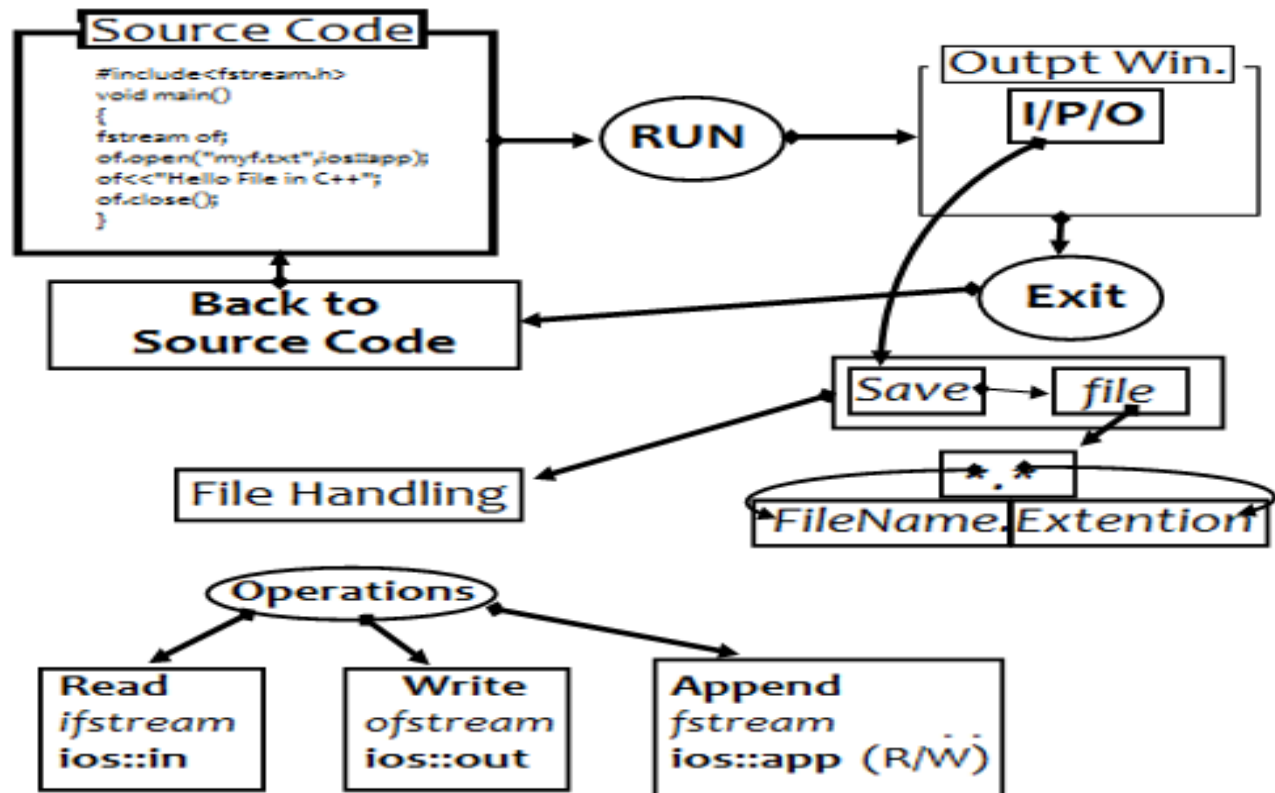 Source Code
#include<fstream.h>
void main()
{
fstream of;
of.open("myf.txt",ios::app);
of<<"Hello File in C++";
of.close();
}
RUN
Outpt Win.
I/P/O
Exit
Back to
Source Code
Save
file
*.*
FileName.
Extention
File Handling
Operations
Read
ifstream
ios::in
Write
ofstream
ios::out
Append
fstream
ios::app (R/W)